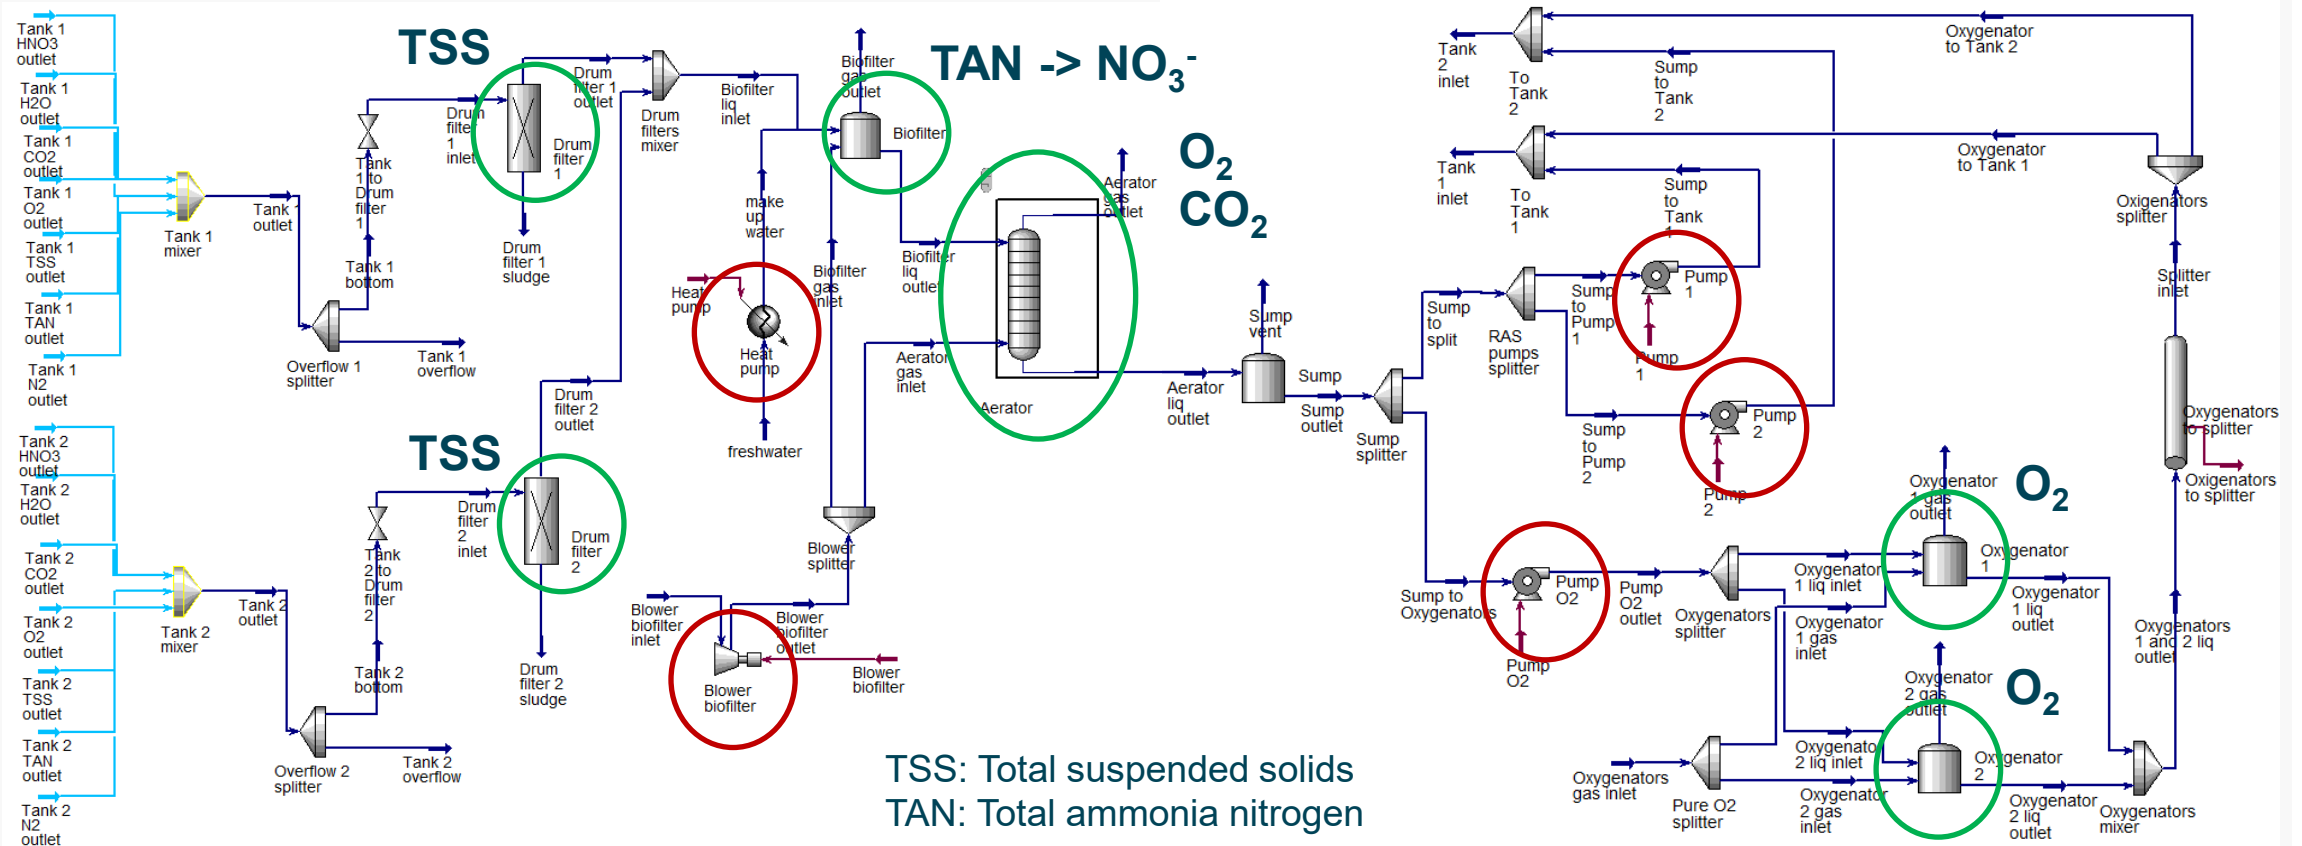 Tank 1
HNO3
outlet
Tank 1
H2O
outlet
Tank 1
CO2
outlet
Tank 1
O2
outlet
Tank 1
TSS
outlet
Tank 1
TAN
outlet
Tank 1
N2
outlet
Tank 1
mixer
Tank 1
outlet
Overflow 1
splitter
Tank 1
overflow
Tank 1
bottom
Tank
1 to
Drum
filter
1
Drum
filter
1
inlet
TSS
Drum
filter
1
Drum
filter 1
sludge
Drum
filter 1
outlet
Drum
filters
mixer
Biofilter
liq
inlet
Biofilter
gas
outlet
Biofilter
TAN -> NO3-
make
up
water
Heat
pump
Heat
pump
freshwater
Biofilter
gas
inlet
Biofilter
liq
outlet
Aerator
gas
inlet
Aerator
Aerator
gas
outlet
O2
CO2
Aerator
liq
outlet
Sump
vent
Sump
Sump
outlet
Sump
splitter
Sump
to
split
RAS
pumps
splitter
Sump
to
Pump
1
Pump
1
Pump
1
Sump
to
Pump
2
Pump
2
Pump
2
Sump
to
Tank
1
Sump
to
Tank
2
To
Tank
1
Tank
1
inlet
To
Tank
2
Tank
2
inlet
Oxygenator
to Tank 2
Oxygenator
to Tank 1
Oxigenators
splitter
Splitter
inlet
Oxygenators
to splitter
Oxigenators
to splitter
Tank 2
HNO3
outlet
Tank 2
H2O
outlet
Tank 2
CO2
outlet
Tank 2
O2
outlet
Tank 2
TSS
outlet
Tank 2
TAN
outlet
Tank 2
N2
outlet
Tank 2
mixer
Tank 2
outlet
Overflow 2
splitter
Tank 2
overflow
Tank 2
bottom
Tank
2 to
Drum
filter
2
Drum
filter
2
inlet
TSS
Drum
filter
2
Drum
filter 2
sludge
Drum
filter 2
outlet
Blower
splitter
Blower
biofilter
inlet
Blower
biofilter
outlet
Blower
biofilter
Blower
biofilter
Sump to
Oxygenators
Pump
O2
Pump
O2
Pump
O2
outlet
Oxygenators
splitter
Oxygenator
1 liq inlet
Oxygenator
1 gas
inlet
Oxygenator
1 gas
outlet
O2
Oxygenator
1
Oxygenator
1 liq
outlet
Oxygenators
1 and 2 liq
outlet
Oxygenator
2 gas
outlet
O2
Oxygenator
2 liq inlet
Oxygenator
2
Oxygenators
gas inlet
Pure O2
splitter
Oxygenator
2 gas
inlet
Oxygenator
2 liq
outlet
Oxygenators
mixer
TSS: Total suspended solids
TAN: Total ammonia nitrogen